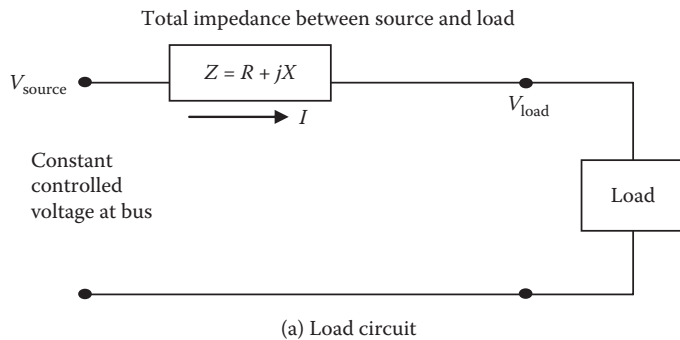 Total impedance between source and load
Z = R + jX
V_source
I
V_load
Constant
controlled
voltage at bus
Load
(a) Load circuit